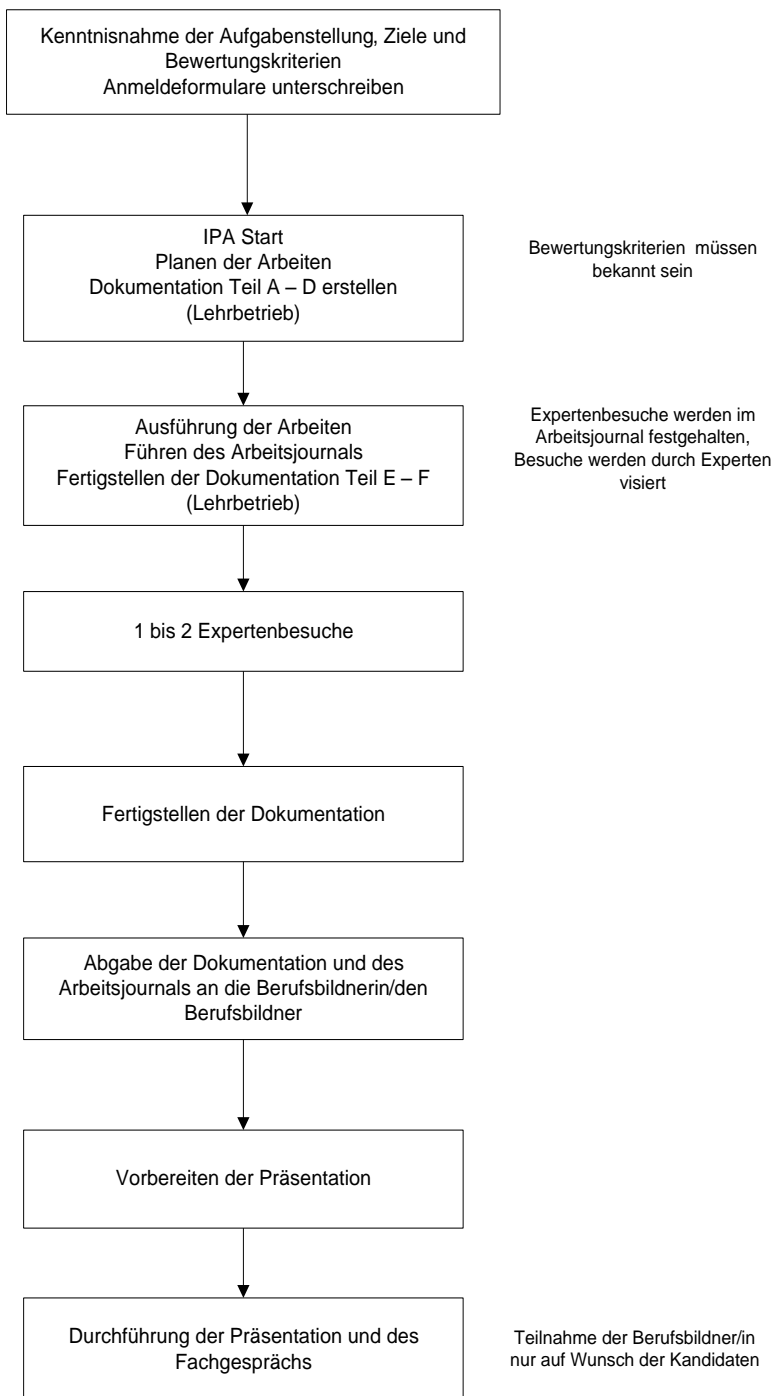 Kenntnisnahme der Aufgabenstellung, Ziele und
Bewertungskriterien
Anmeldeformulare unterschreiben
IPA Start
Planen der Arbeiten
Dokumentation Teil A – D erstellen
(Lehrbetrieb)
Bewertungskriterien müssen
bekannt sein
Ausführung der Arbeiten
Führen des Arbeitsjournals
Fertigstellen der Dokumentation Teil E – F
(Lehrbetrieb)
Expertenbesuche werden im
Arbeitsjournal festgehalten,
Besuche werden durch Experten
visiert
1 bis 2 Expertenbesuche
Fertigstellen der Dokumentation
Abgabe der Dokumentation und des
Arbeitsjournals an die Berufsbildnerin/den
Berufsbildner
Vorbereiten der Präsentation
Durchführung der Präsentation und des
Fachgesprächs
Teilnahme der Berufsbildner/in
nur auf Wunsch der Kandidaten